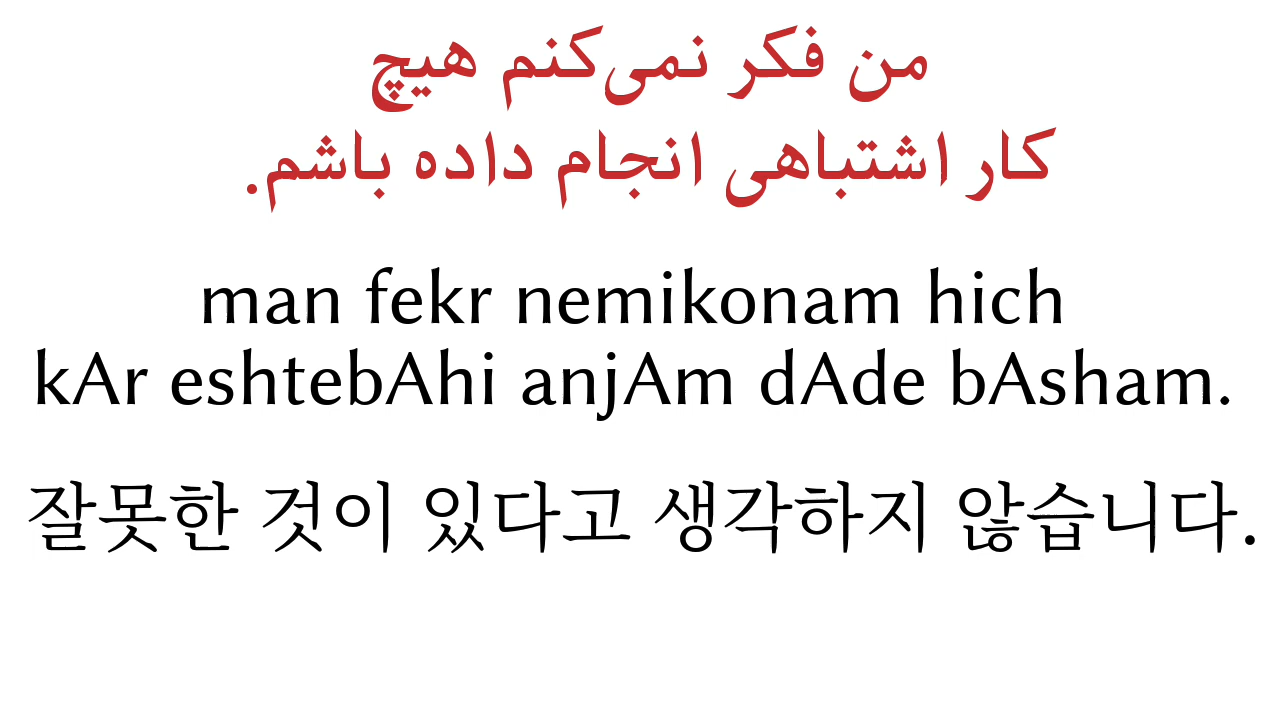 من فکر نمی‌کنم هیچ
کار اشتباهی انجام داده باشم.
man fekr nemikonam hich
kAr eshtebAhi anjAm dAde bAsham.
잘못한 것이 있다고 생각하지 않습니다.